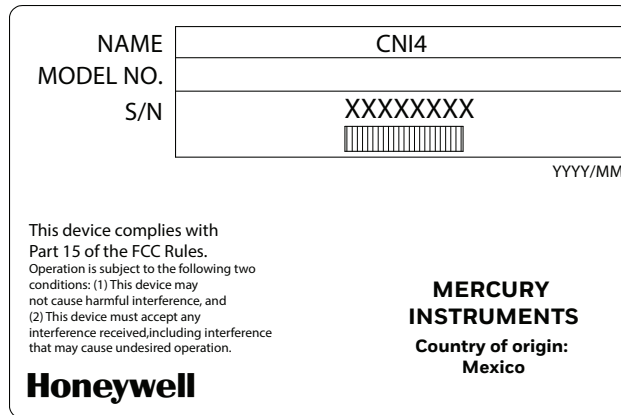 NAME CNI4
MODEL NO.
S/N XXXXXXXX
YYYY/MM
This device complies with
Part 15 of the FCC Rules.
Operation is subject to the following two
conditions: (1) This device may
not cause harmful interference, and
(2) This device must accept any
interference received,including interference
that may cause undesired operation.
Honeywell
MERCURY
INSTRUMENTS
Country of origin:
Mexico